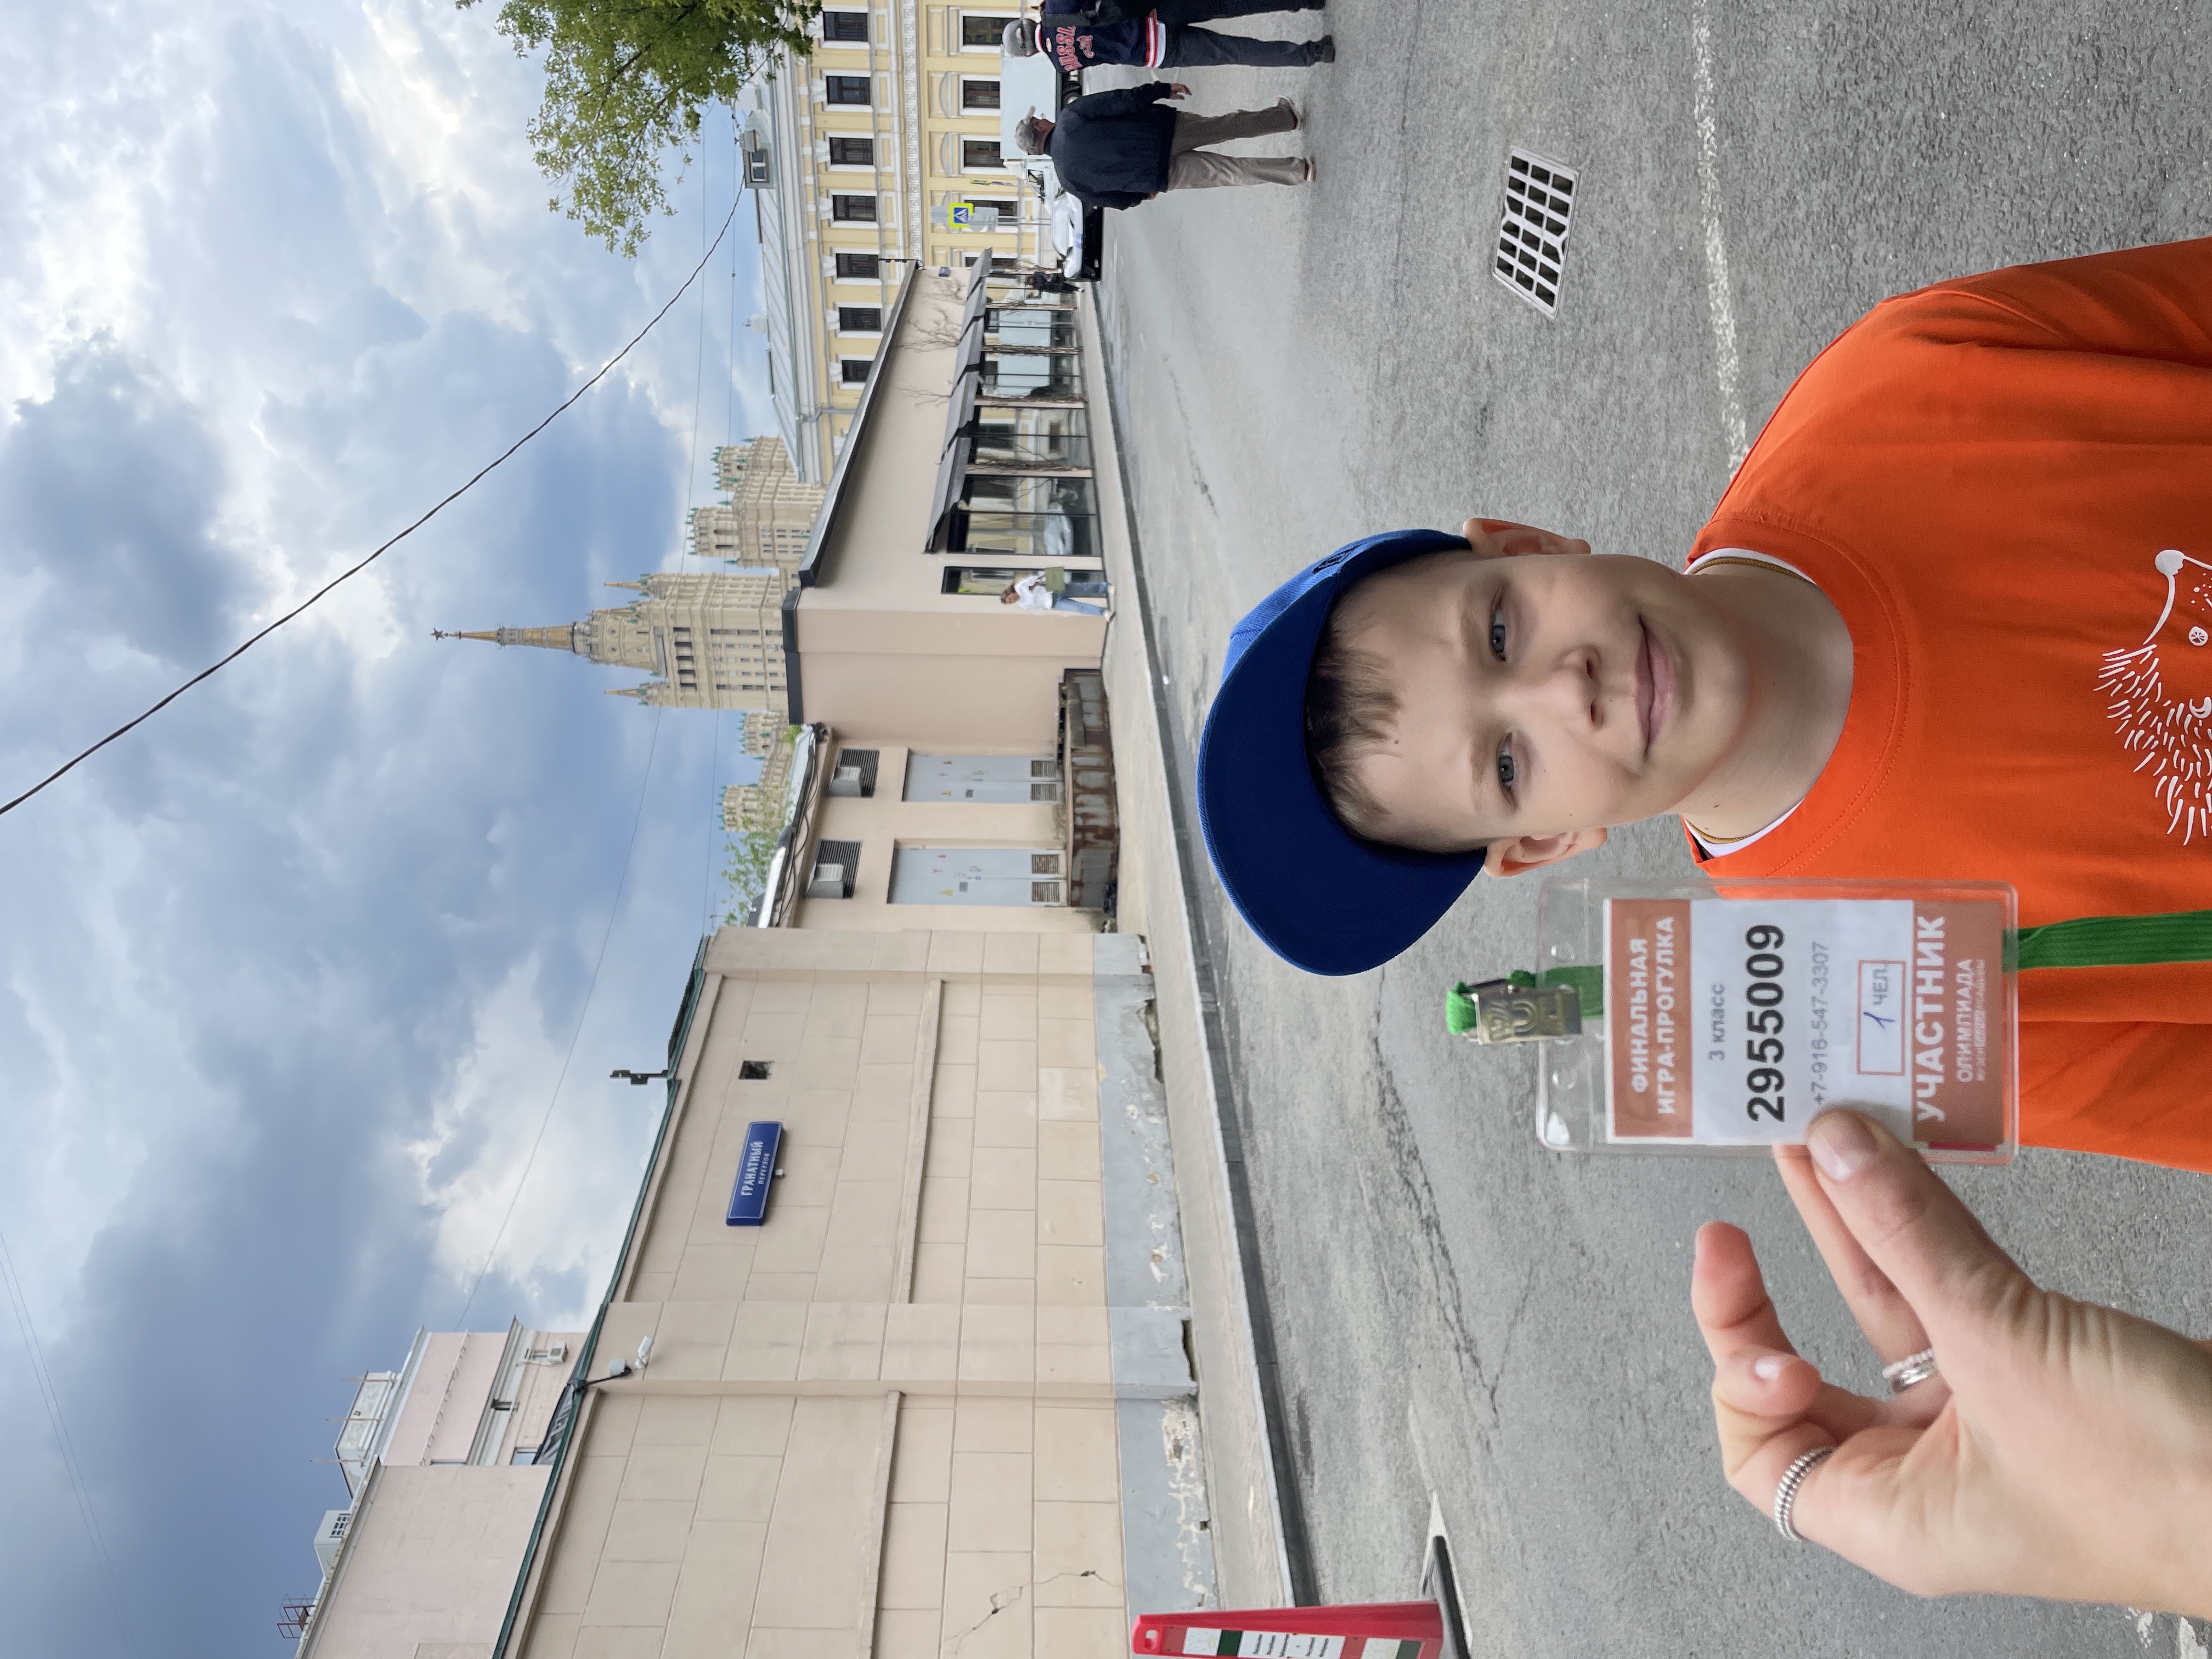 ГРАНАТНЫЙ
ПЕРЕУЛОК
ФИНАЛЬНАЯ
ИГРА-ПРОГУЛКА
3 класс
2955009
+7-916-547-3307
1 ЧЕЛ.
УЧАСТНИК
ОЛИМПИАДА